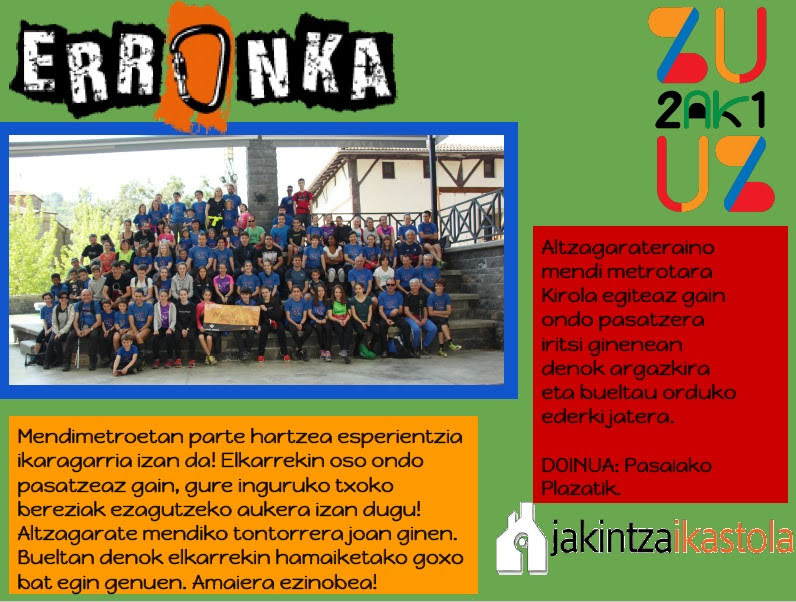 ERRONKA
ZU
2AK1
UZ
Altzagarateraino
mendi metrotara
Kirola egiteaz gain
ondo pasatzera
iritsi ginenean
denok argazkira
eta bueltau orduko
ederki jatera.
DOINUA: Pasaiako
Plazatik.
Mendimetroetan parte hartzea esperientzia
ikaragarria izan da! Elkarrekin oso ondo
pasatzeaz gain, gure inguruko txoko
bereziak ezagutzeko aukera izan dugu!
Altzagarate mendiko tontorrera joan ginen.
Bueltan denok elkarrekin hamaiketako goxo
bat egin genuen. Amaiera ezinobea!
jakintzaikastola